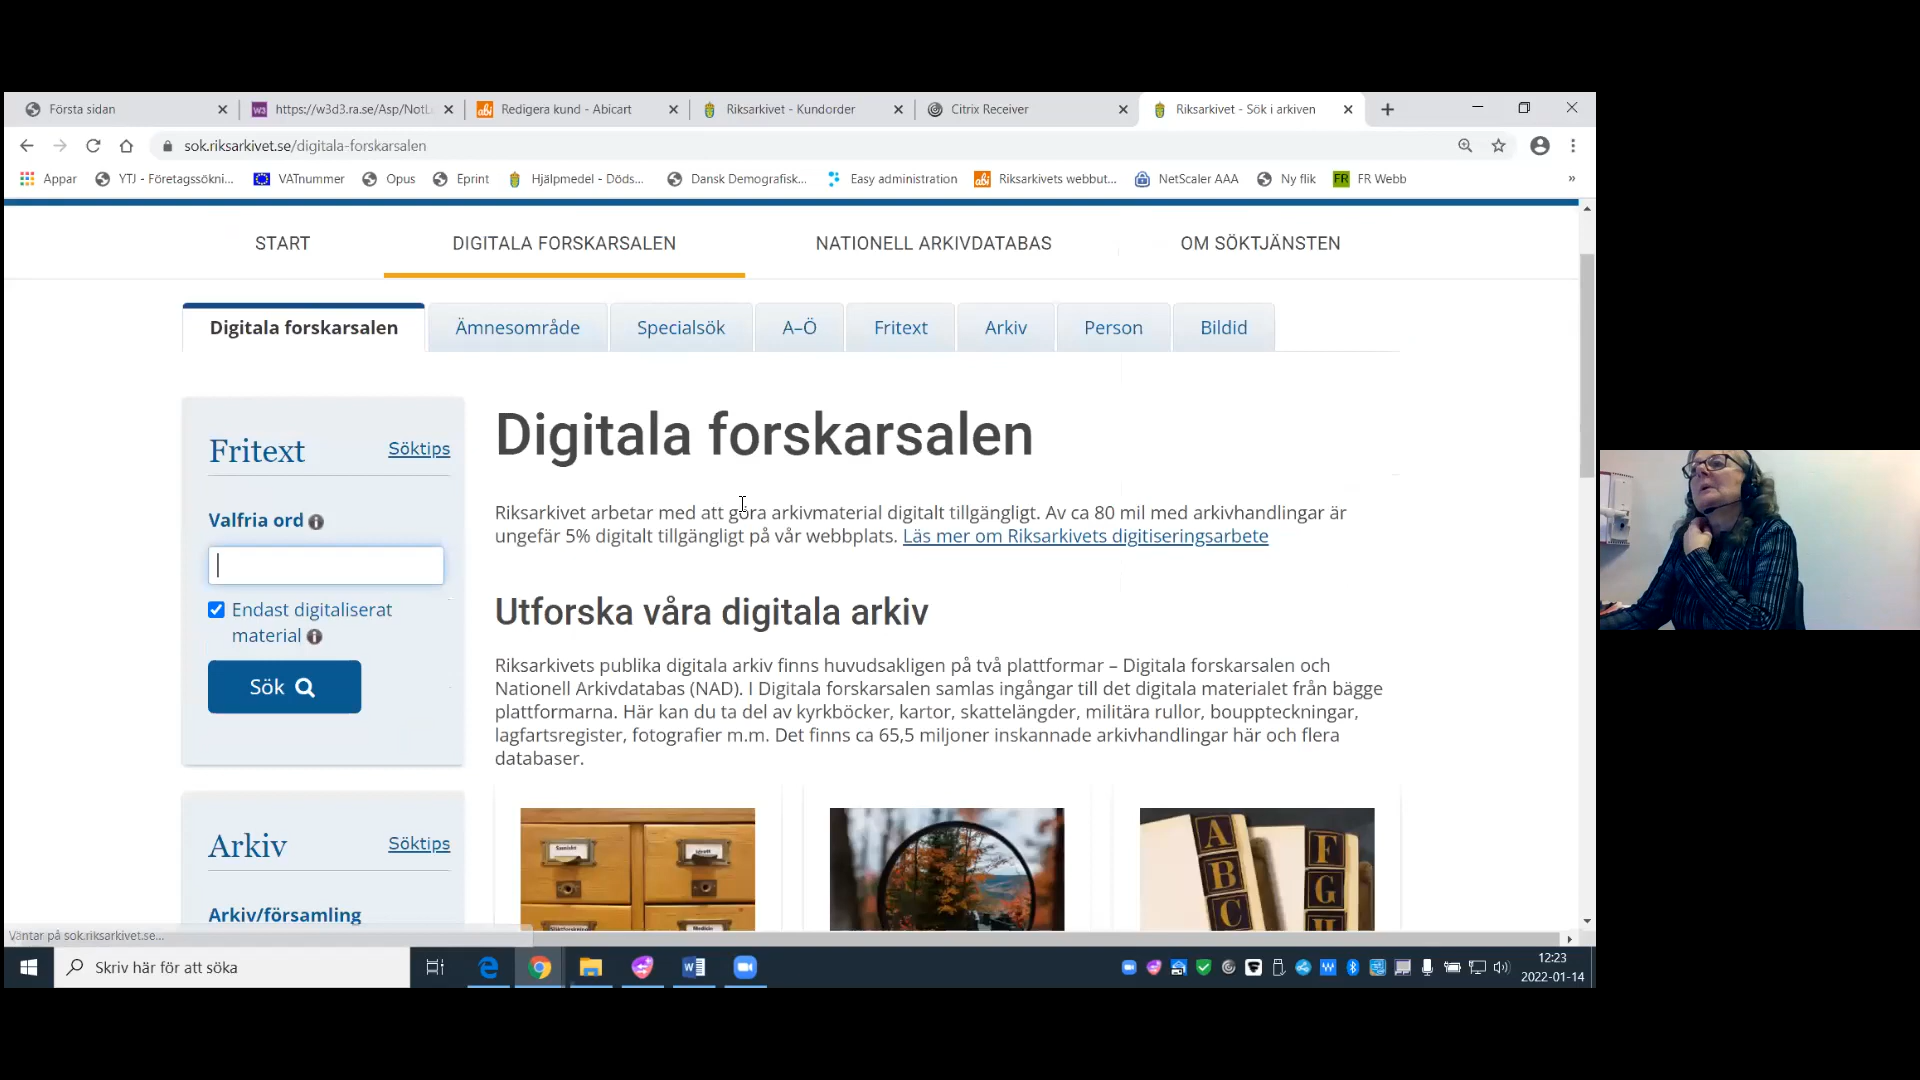 Första sidan
https://w3d3.ra.se/Asp/NotL
Redigera kund - Abicart
Riksarkivet - Kundorder
Citrix Receiver
Riksarkivet - Sök i arkiven
sok.riksarkivet.se/digitala-forskarsalen
Appar
YTJ - Företagssökni...
VATnummer
Opus
Eprint
Hjälpmedel - Döds...
Dansk Demografisk...
Easy administration
Riksarkivets webbut...
NetScaler AAA
Ny flik
FR FR Webb
START
DIGITALA FORSKARSALEN
NATIONELL ARKIVDATABAS
OM SÖKTJÄNSTEN
Digitala forskarsalen
Ämnesområde
Specialsök
A–Ö
Fritext
Arkiv
Person
Bildid
Fritext
Söktips
Valfria ord
Endast digitaliserat
material
Sök
Arkiv
Söktips
Arkiv/församling
Digitala forskarsalen
Riksarkivet arbetar med att göra arkivmaterial digitalt tillgängligt. Av ca 80 mil med arkivhandlingar är
ungefär 5% digitalt tillgängligt på vår webbplats. Läs mer om Riksarkivets digitiseringsarbete
Utforska våra digitala arkiv
Riksarkivets publika digitala arkiv finns huvudsakligen på två plattformar – Digitala forskarsalen och
Nationell Arkivdatabas (NAD). I Digitala forskarsalen samlas ingångar till det digitala materialet från bägge
plattformarna. Här kan du ta del av kyrkböcker, kartor, skattelängder, militära rullor, bouppteckningar,
lagfartsregister, fotografier m.m. Det finns ca 65,5 miljoner inskannade arkivhandlingar här och flera
databaser.
A
B
C
F
G
H
Väntar på sok.riksarkivet.se...
Skriv här för att söka
12:23
2022-01-14